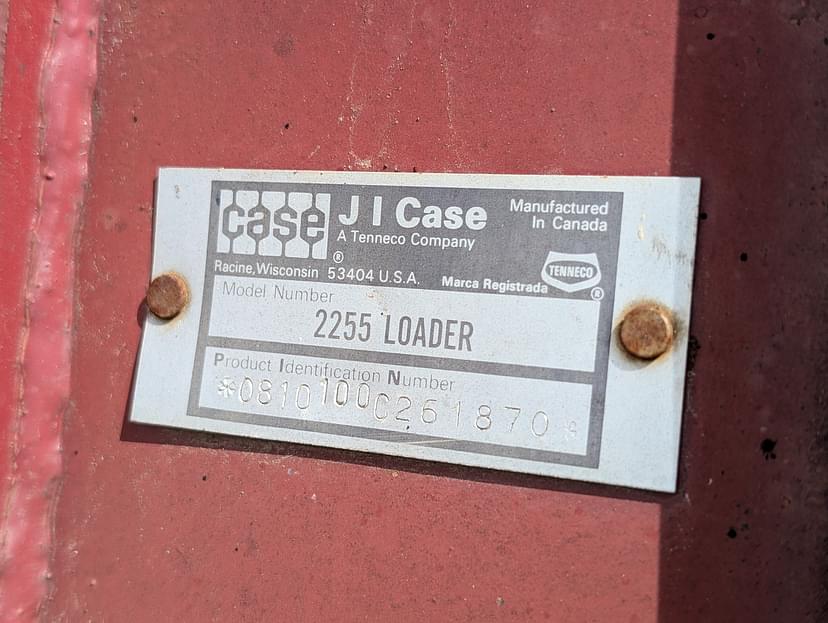 case ® J I Case
A Tenneco Company
Manufactured
In Canada
Racine, Wisconsin 53404 U.S.A.
Marca Registrada
TENNECO ®
Model Number
2255 LOADER
Product Identification Number
*0810100C261870*